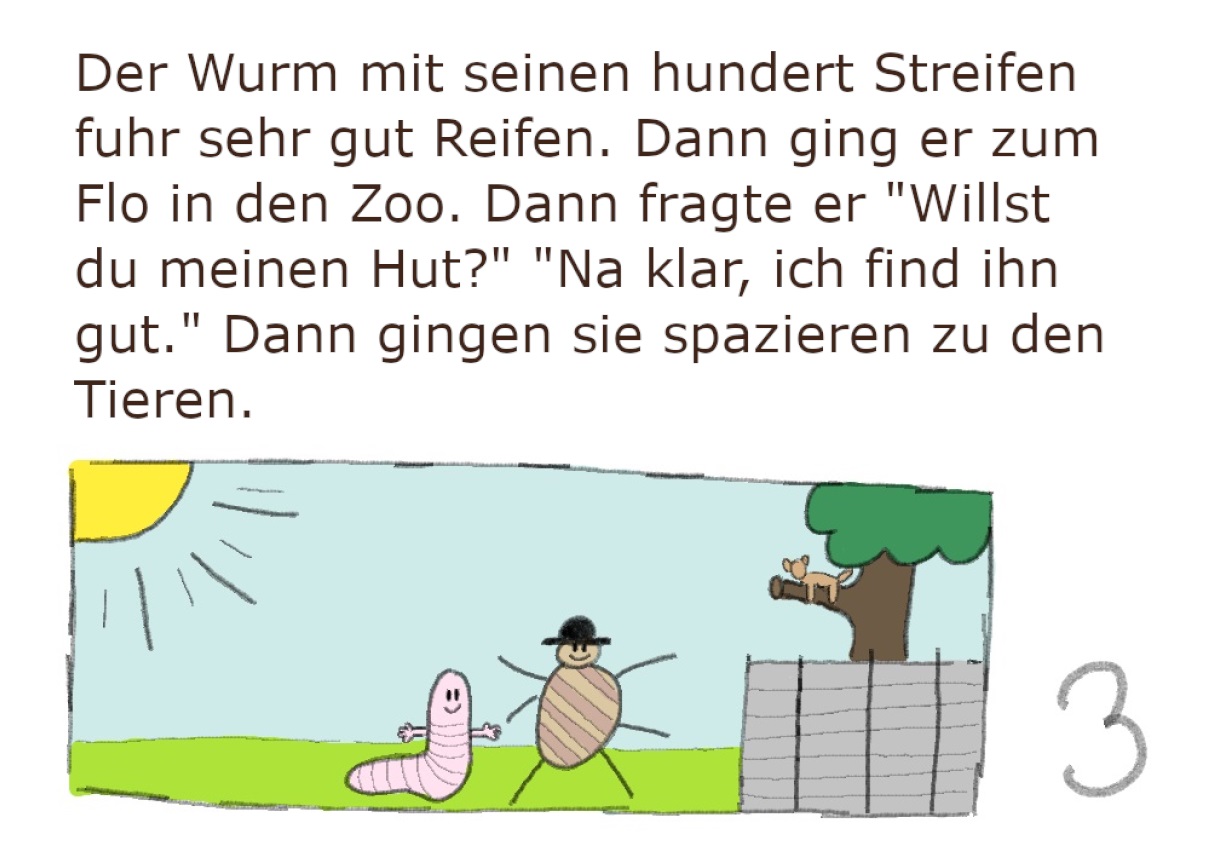 Der Wurm mit seinen hundert Streifen
fuhr sehr gut Reifen. Dann ging er zum
Flo in den Zoo. Dann fragte er "Willst
du meinen Hut?" "Na klar, ich find ihn
gut." Dann gingen sie spazieren zu den
Tieren.
3